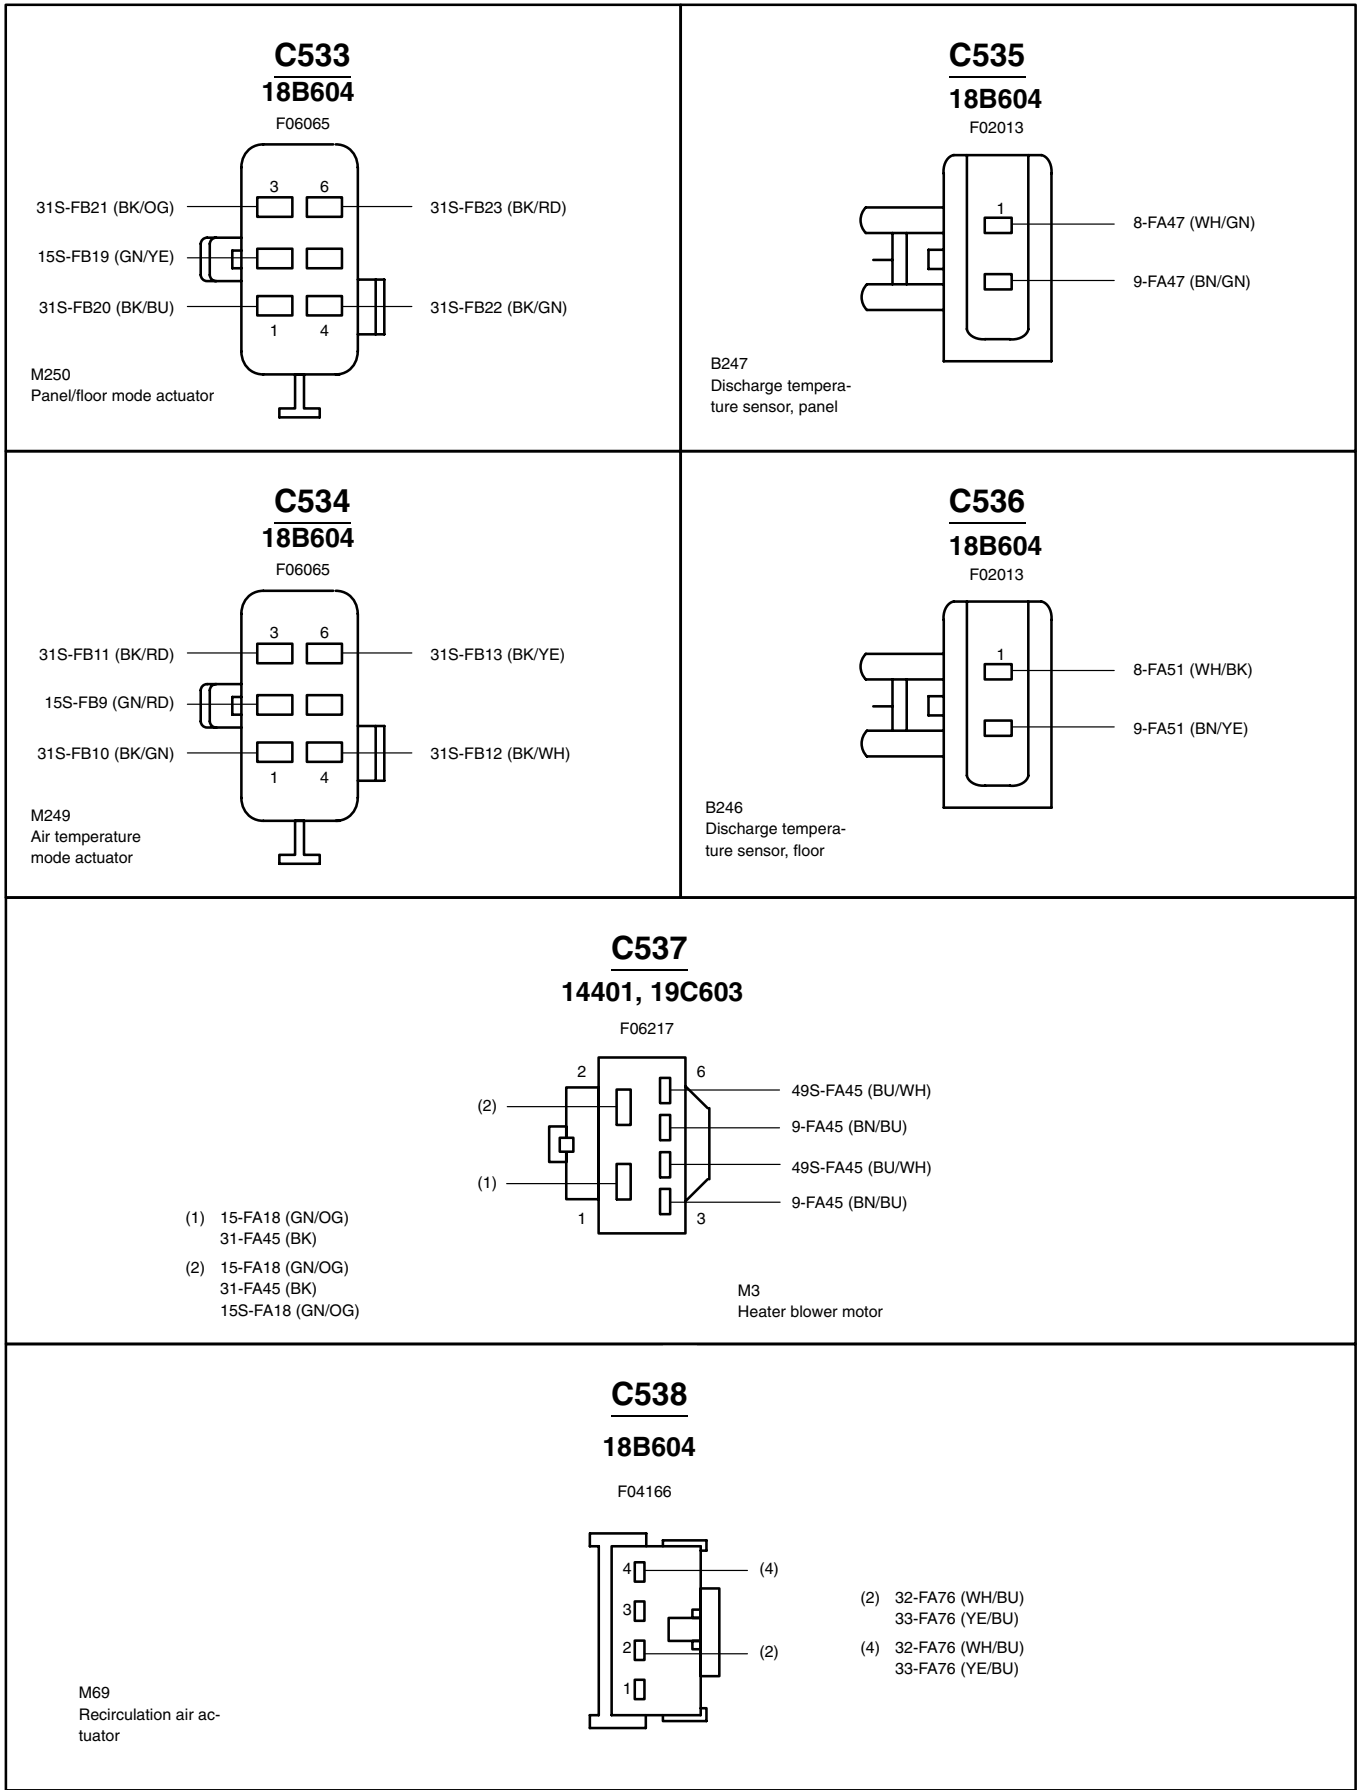 C533
18B604
F06065
3 6
31S-FB21 (BK/OG)
31S-FB23 (BK/RD)
15S-FB19 (GN/YE)
31S-FB20 (BK/BU)
31S-FB22 (BK/GN)
1 4
M250
Panel/floor mode actuator
C535
18B604
F02013
1
8-FA47 (WH/GN)
9-FA47 (BN/GN)
B247
Discharge tempera-
ture sensor, panel
C534
18B604
F06065
3 6
31S-FB11 (BK/RD)
31S-FB13 (BK/YE)
15S-FB9 (GN/RD)
31S-FB10 (BK/GN)
31S-FB12 (BK/WH)
1 4
M249
Air temperature
mode actuator
C536
18B604
F02013
1
8-FA51 (WH/BK)
9-FA51 (BN/YE)
B246
Discharge tempera-
ture sensor, floor
C537
14401, 19C603
F06217
2 6
49S-FA45 (BU/WH)
(2)
9-FA45 (BN/BU)
49S-FA45 (BU/WH)
(1)
9-FA45 (BN/BU)
1 3
(1) 15-FA18 (GN/OG)
31-FA45 (BK)
(2) 15-FA18 (GN/OG)
31-FA45 (BK)
15S-FA18 (GN/OG)
M3
Heater blower motor
C538
18B604
F04166
4 (4)
3
2 (2)
1
(2) 32-FA76 (WH/BU)
33-FA76 (YE/BU)
(4) 32-FA76 (WH/BU)
33-FA76 (YE/BU)
M69
Recirculation air ac-
tuator